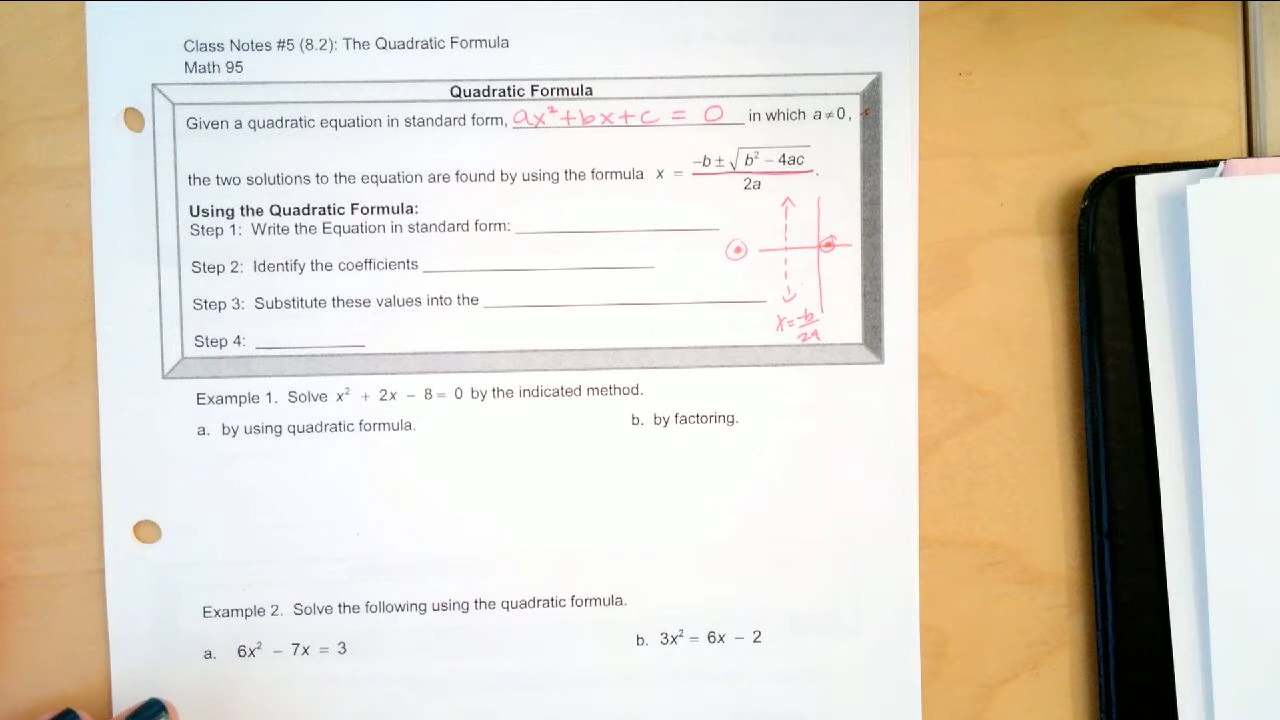 Class Notes #5 (8.2): The Quadratic Formula
Math 95
Quadratic Formula
Given a quadratic equation in standard form, ax² + bx + c = 0 in which a ≠ 0,
the two solutions to the equation are found by using the formula x = (-b ± √(b² − 4ac)) / 2a .
Using the Quadratic Formula:
Step 1: Write the Equation in standard form: ____________________
Step 2: Identify the coefficients ____________________
Step 3: Substitute these values into the ____________________
x = -b/2a
Step 4: ____________
Example 1. Solve x² + 2x − 8 = 0 by the indicated method.
a. by using quadratic formula.
b. by factoring.
Example 2. Solve the following using the quadratic formula.
a. 6x² − 7x = 3
b. 3x² = 6x − 2